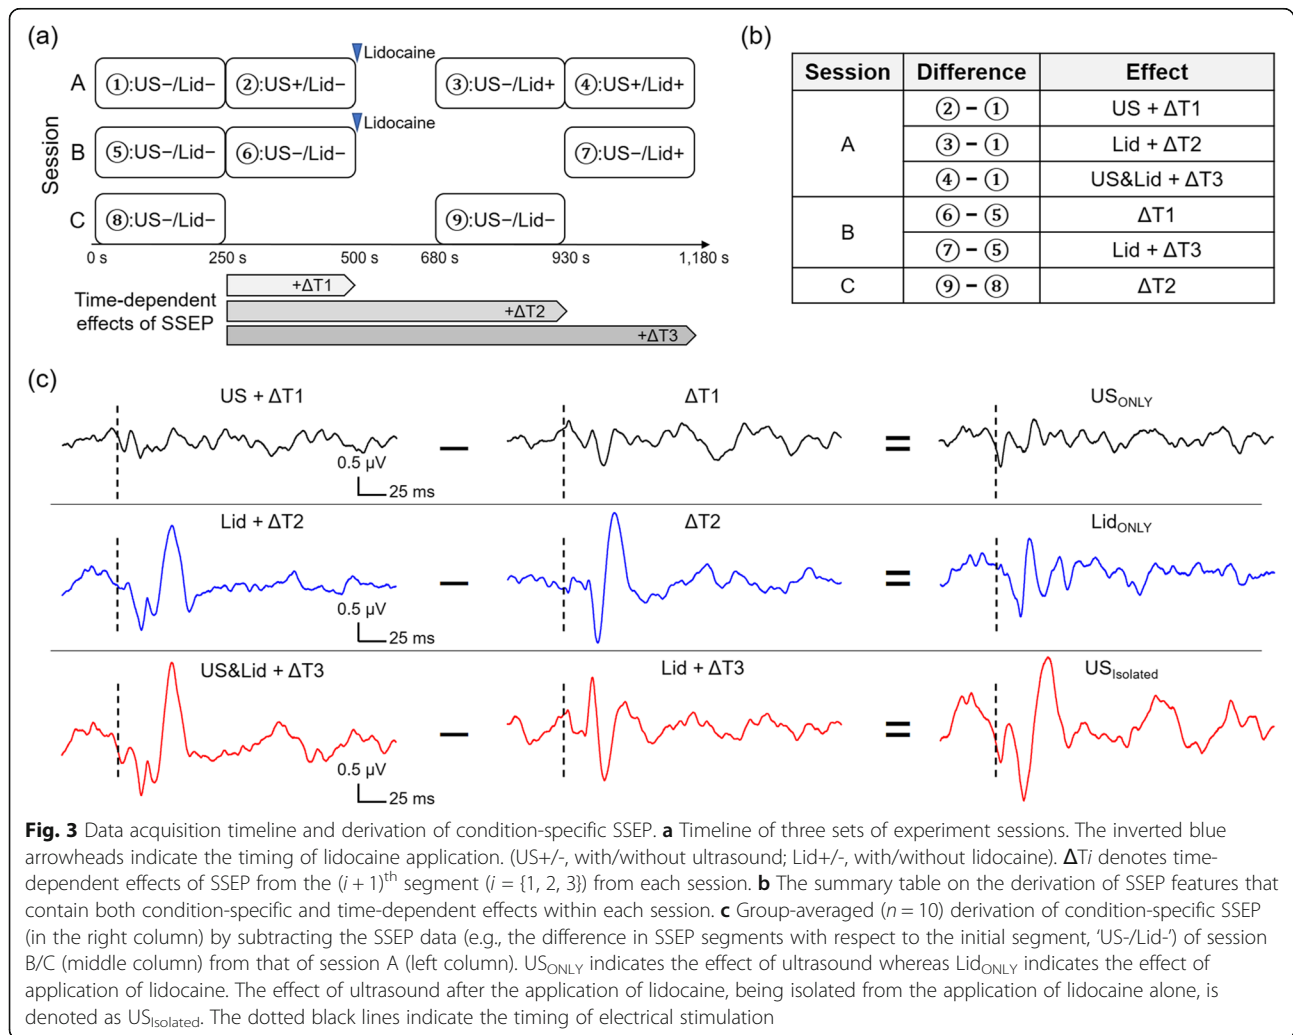 (a)
Session
A
①:US−/Lid−
②:US+/Lid−
Lidocaine
③:US−/Lid+
④:US+/Lid+
B
⑤:US−/Lid−
⑥:US−/Lid−
Lidocaine
⑦:US−/Lid+
C
⑧:US−/Lid−
⑨:US−/Lid−
0 s 250 s 500 s 680 s 930 s 1,180 s
Time-dependent
effects of SSEP
+ΔT1
+ΔT2
+ΔT3
(b)
Session Difference Effect
A
②−① US + ΔT1
③−① Lid + ΔT2
④−① US&Lid + ΔT3
B
⑥−⑤ ΔT1
⑦−⑤ Lid + ΔT3
C ⑨−⑧ ΔT2
(c)
US + ΔT1 − ΔT1 = US_ONLY
0.5 μV
25 ms
Lid + ΔT2 − ΔT2 = Lid_ONLY
0.5 μV
25 ms
US&Lid + ΔT3 − Lid + ΔT3 = US_Isolated
0.5 μV
25 ms
Fig. 3 Data acquisition timeline and derivation of condition-specific SSEP. a Timeline of three sets of experiment sessions. The inverted blue
arrowheads indicate the timing of lidocaine application. (US+/-, with/without ultrasound; Lid+/-, with/without lidocaine). ΔTi denotes time-
dependent effects of SSEP from the (i + 1)th segment (i = {1, 2, 3}) from each session. b The summary table on the derivation of SSEP features that
contain both condition-specific and time-dependent effects within each session. c Group-averaged (n = 10) derivation of condition-specific SSEP
(in the right column) by subtracting the SSEP data (e.g., the difference in SSEP segments with respect to the initial segment, ‘US-/Lid-’) of session
B/C (middle column) from that of session A (left column). US_ONLY indicates the effect of ultrasound whereas Lid_ONLY indicates the effect of
application of lidocaine. The effect of ultrasound after the application of lidocaine, being isolated from the application of lidocaine alone, is
denoted as US_Isolated. The dotted black lines indicate the timing of electrical stimulation